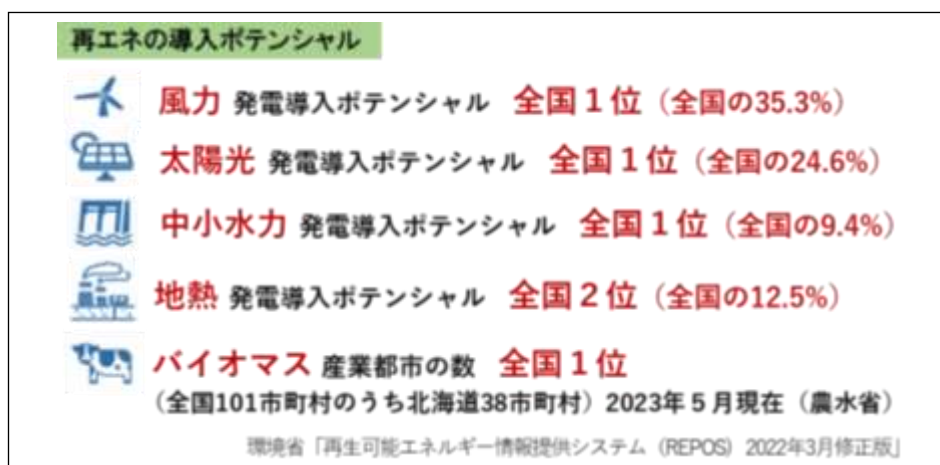 再エネの導入ポテンシャル
風力 発電導入ポテンシャル 全国1位（全国の35.3%）
太陽光 発電導入ポテンシャル 全国1位（全国の24.6%）
中小水力 発電導入ポテンシャル 全国1位（全国の9.4%）
地熱 発電導入ポテンシャル 全国2位（全国の12.5%）
バイオマス 産業都市の数 全国1位
（全国101市町村のうち北海道38市町村）2023年5月現在（農水省）
環境省「再生可能エネルギー情報提供システム（REPOS）2022年3月修正版」